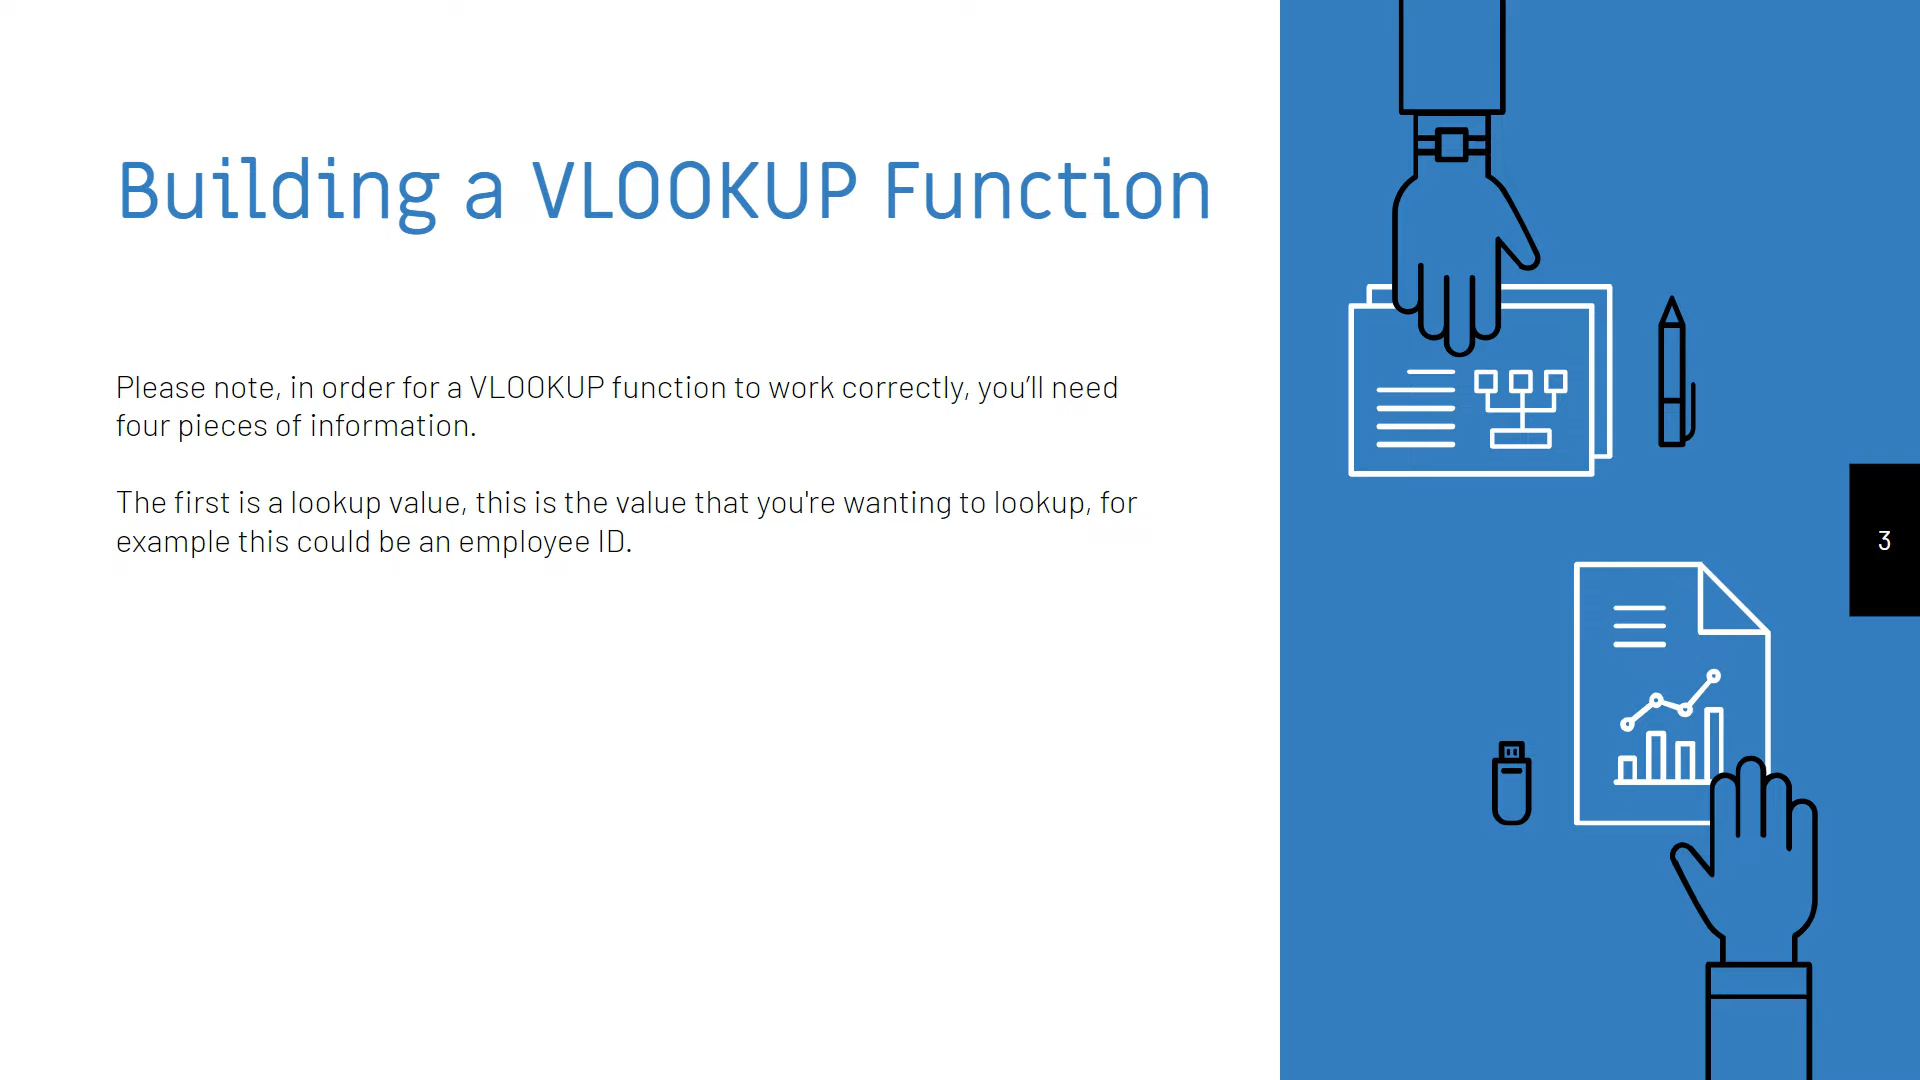 Building a VLOOKUP Function
Please note, in order for a VLOOKUP function to work correctly, you’ll need
four pieces of information.
The first is a lookup value, this is the value that you're wanting to lookup, for
example this could be an employee ID.
3